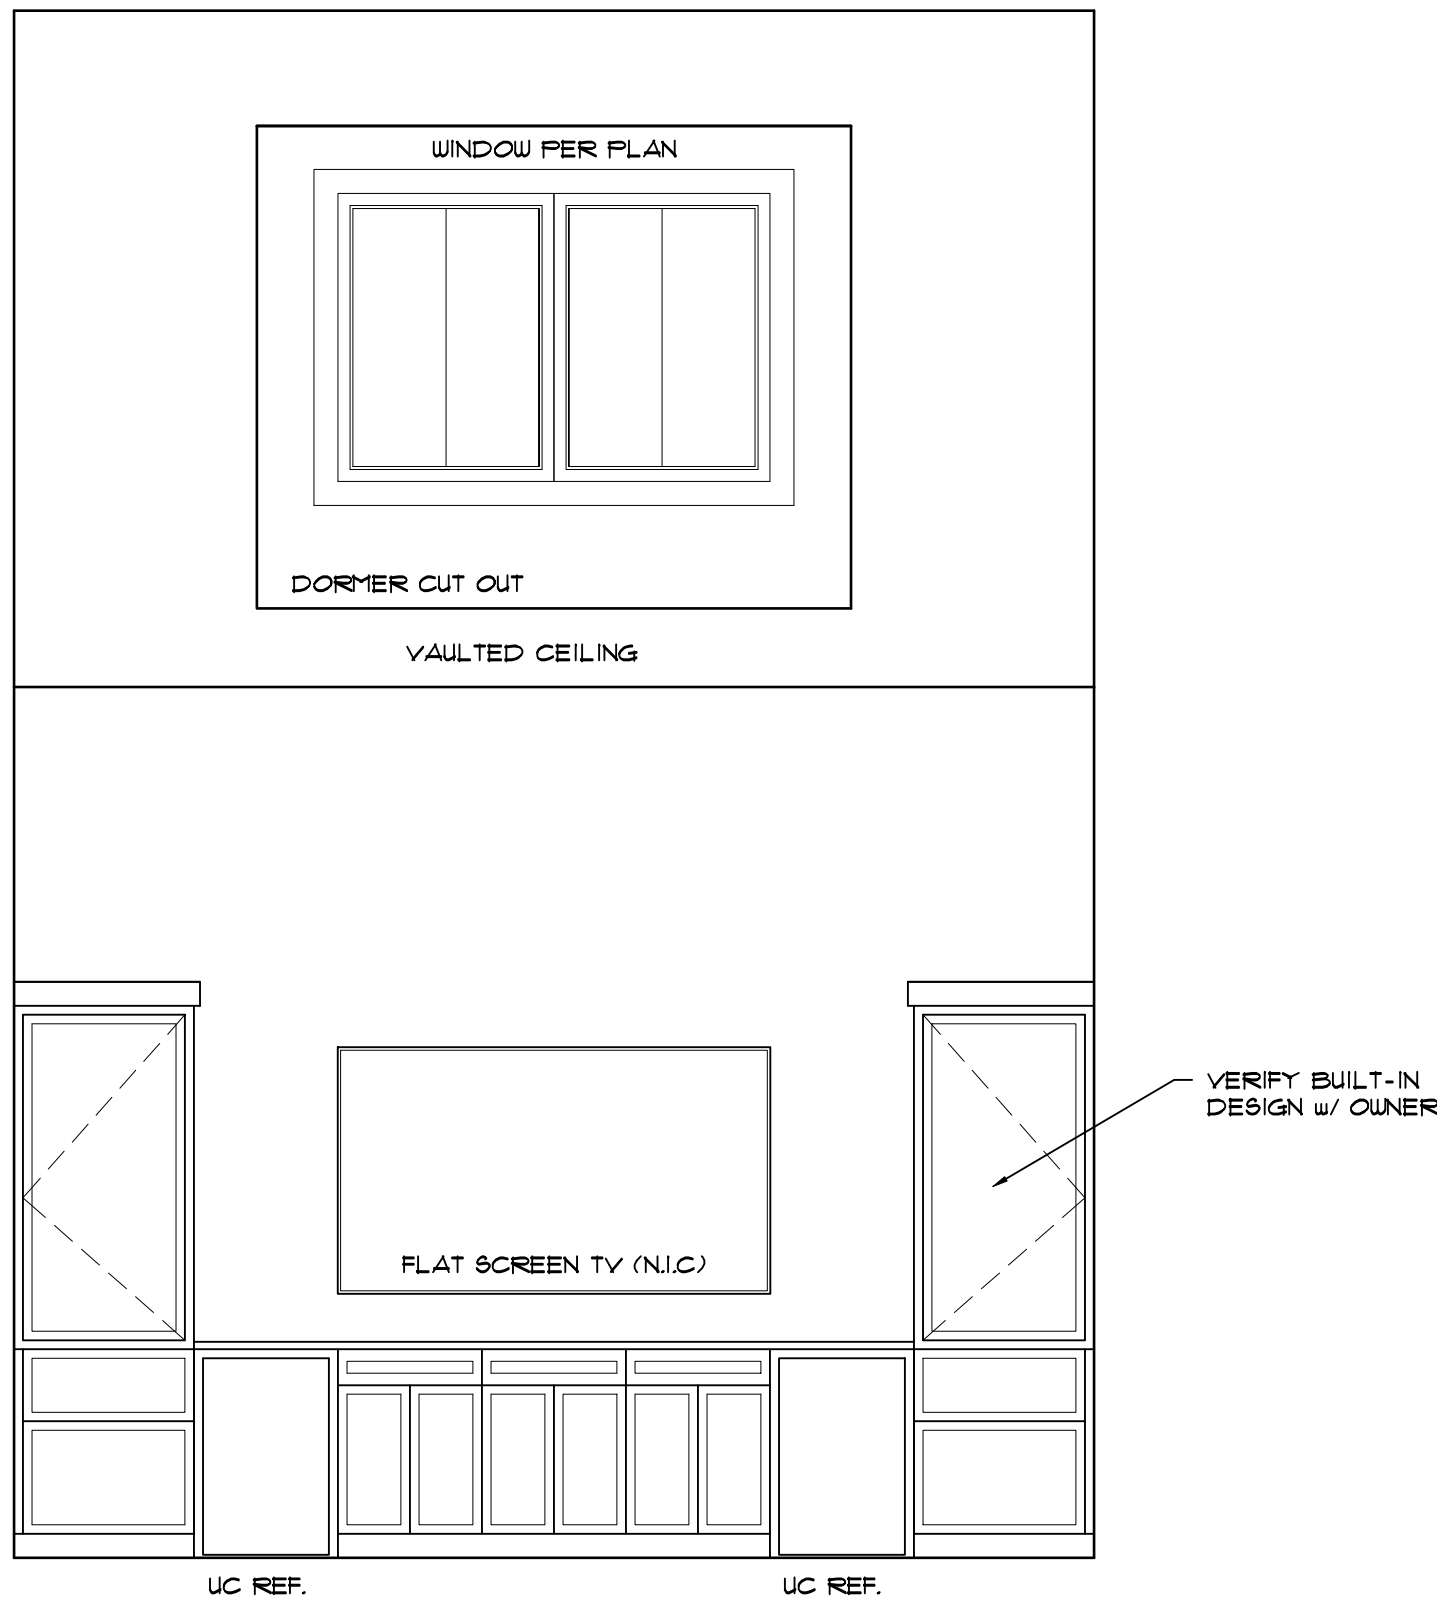 WINDOW PER PLAN
DORMER CUT OUT
VAULTED CEILING
VERIFY BUILT-IN
DESIGN w/ OWNER
FLAT SCREEN TV (N.I.C)
UC REF.
UC REF.